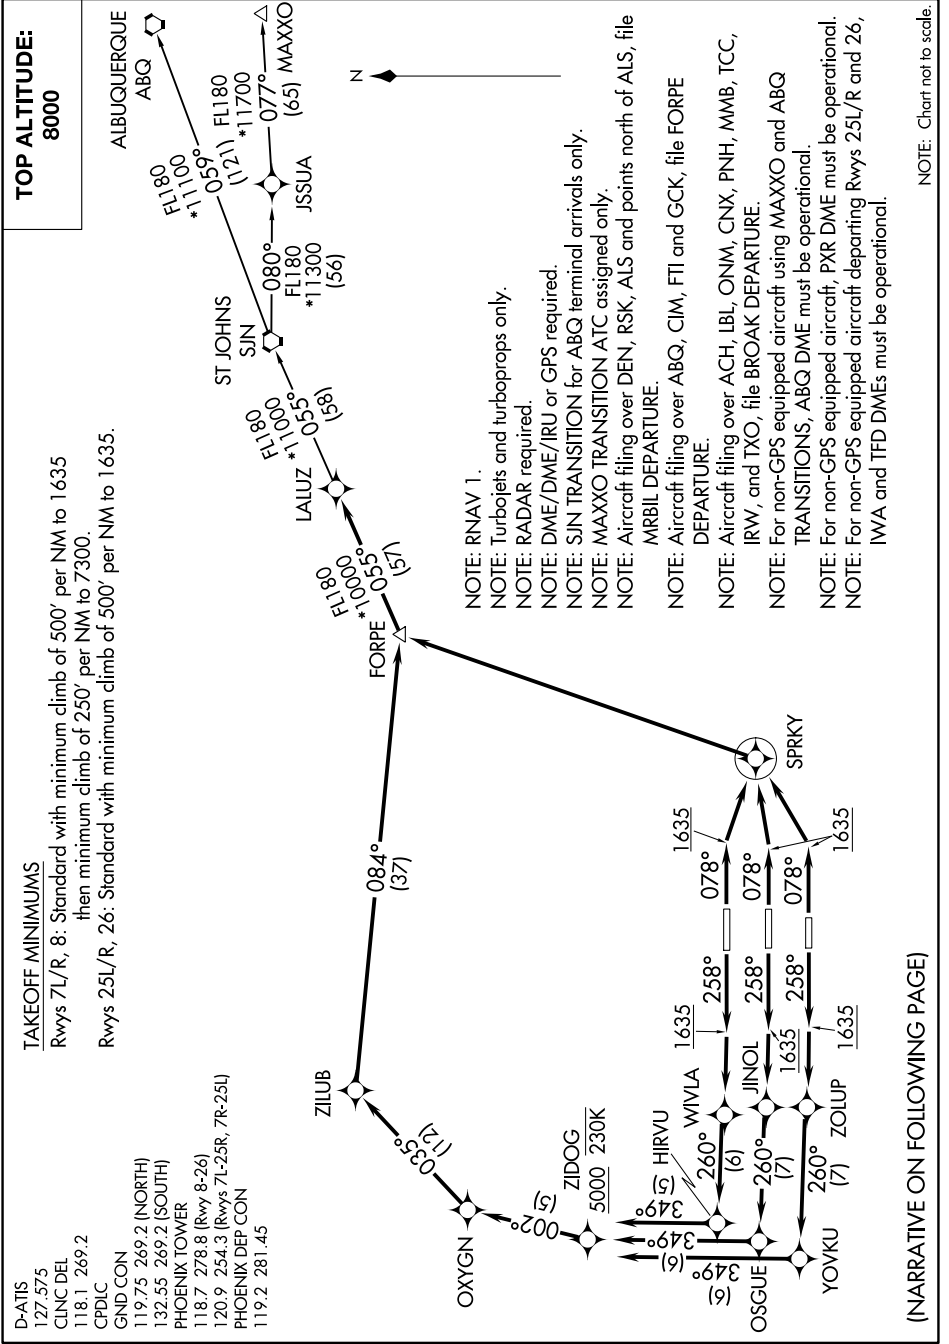 TOP ALTITUDE:
8000
TAKEOFF MINIMUMS
Rwys 7L/R, 8: Standard with minimum climb of 500' per NM to 1635
then minimum climb of 250' per NM to 7300.
Rwys 25L/R, 26: Standard with minimum climb of 500' per NM to 1635.
D-ATIS
127.575
CLNC DEL
118.1 269.2
CPDLC
GND CON
119.75 269.2 (NORTH)
132.55 269.2 (SOUTH)
PHOENIX TOWER
118.7 278.8 (Rwy 8-26)
120.9 254.3 (Rwys 7L-25R, 7R-25L)
PHOENIX DEP CON
119.2 281.45
ALBUQUERQUE
ABQ
FL180
*11100
059°
(121)
FL180
*11700
077°
(65)
MAXXO
JSSUA
080°
FL180
*11300
(56)
ST JOHNS
SJN
FL180
*11000
055°
(58)
LALUZ
FL180
*10000
055°
(57)
FORPE
N
084°
(37)
ZILUB
035°
(12)
OXYGN
002°
(5)
ZIDOG
5000 230K
HIRVU
349°
(5)
349°
(6)
349°
(6)
OSGUE
YOVKU
WIVLA
JINOL
ZOLUP
260°
(6)
260°
(7)
260°
(7)
1635
1635
1635
258°
258°
258°
078°
078°
078°
1635
1635
SPRKY
NOTE: RNAV 1.
NOTE: Turbojets and turboprops only.
NOTE: RADAR required.
NOTE: DME/DME/IRU or GPS required.
NOTE: SJN TRANSITION for ABQ terminal arrivals only.
NOTE: MAXXO TRANSITION ATC assigned only.
NOTE: Aircraft filing over DEN, RSK, ALS and points north of ALS, file
MRBIL DEPARTURE.
NOTE: Aircraft filing over ABQ, CIM, FTI and GCK, file FORPE
DEPARTURE.
NOTE: Aircraft filing over ACH, LBL, ONM, CNX, PNH, MMB, TCC,
IRW, and TXO, file BROAK DEPARTURE.
NOTE: For non-GPS equipped aircraft using MAXXO and ABQ
TRANSITIONS, ABQ DME must be operational.
NOTE: For non-GPS equipped aircraft, PXR DME must be operational.
NOTE: For non-GPS equipped aircraft departing Rwys 25L/R and 26,
IWA and TFD DMEs must be operational.
(NARRATIVE ON FOLLOWING PAGE)
NOTE: Chart not to scale.